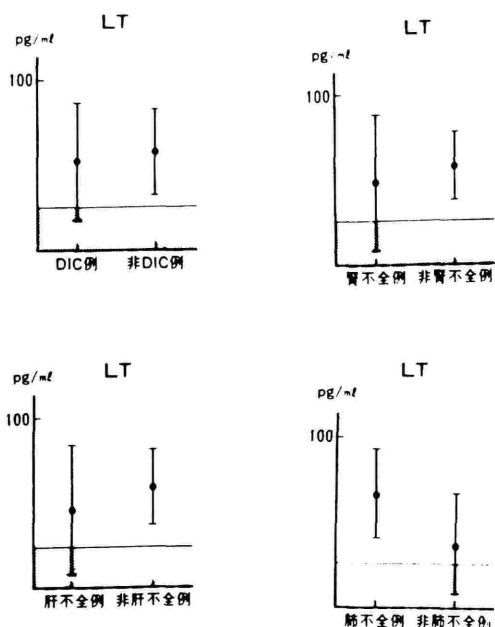 LT
pg/ml
100
DIC例 非DIC例
LT
pg/ml
100
腎不全例 非腎不全例
LT
pg/ml
100
肝不全例 非肝不全例
LT
pg/ml
100
肺不全例 非肺不全例